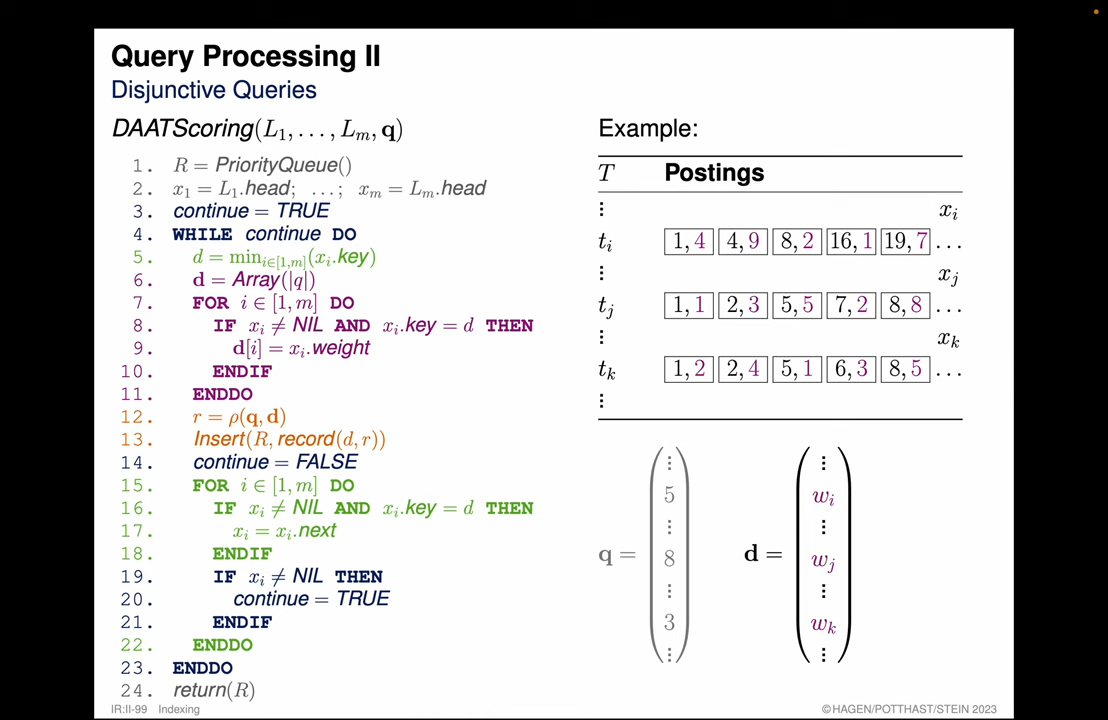 Query Processing II
Disjunctive Queries
DAATScoring(L₁, . . . , Lₘ, q)
1. R = PriorityQueue()
2. x₁ = L₁.head; . . . ; xₘ = Lₘ.head
3. continue = TRUE
4. WHILE continue DO
5. d = minᵢ∈[1,m](xᵢ.key)
6. d = Array(|q|)
7. FOR i ∈ [1, m] DO
8. IF xᵢ ≠ NIL AND xᵢ.key = d THEN
9. d[i] = xᵢ.weight
10. ENDIF
11. ENDDO
12. r = ρ(q, d)
13. Insert(R, record(d, r))
14. continue = FALSE
15. FOR i ∈ [1, m] DO
16. IF xᵢ ≠ NIL AND xᵢ.key = d THEN
17. xᵢ = xᵢ.next
18. ENDIF
19. IF xᵢ ≠ NIL THEN
20. continue = TRUE
21. ENDIF
22. ENDDO
23. ENDDO
24. return(R)
Example:
T Postings
⋮ xᵢ
tᵢ 1, 4 4, 9 8, 2 16, 1 19, 7 . . .
⋮ xⱼ
tⱼ 1, 1 2, 3 5, 5 7, 2 8, 8 . . .
⋮ xₖ
tₖ 1, 2 2, 4 5, 1 6, 3 8, 5 . . .
⋮
⋮ ⋮
5 wᵢ
⋮ ⋮
q = 8 d = wⱼ
⋮ ⋮
3 wₖ
⋮ ⋮
IR:II-99 Indexing
©HAGEN/POTTHAST/STEIN 2023